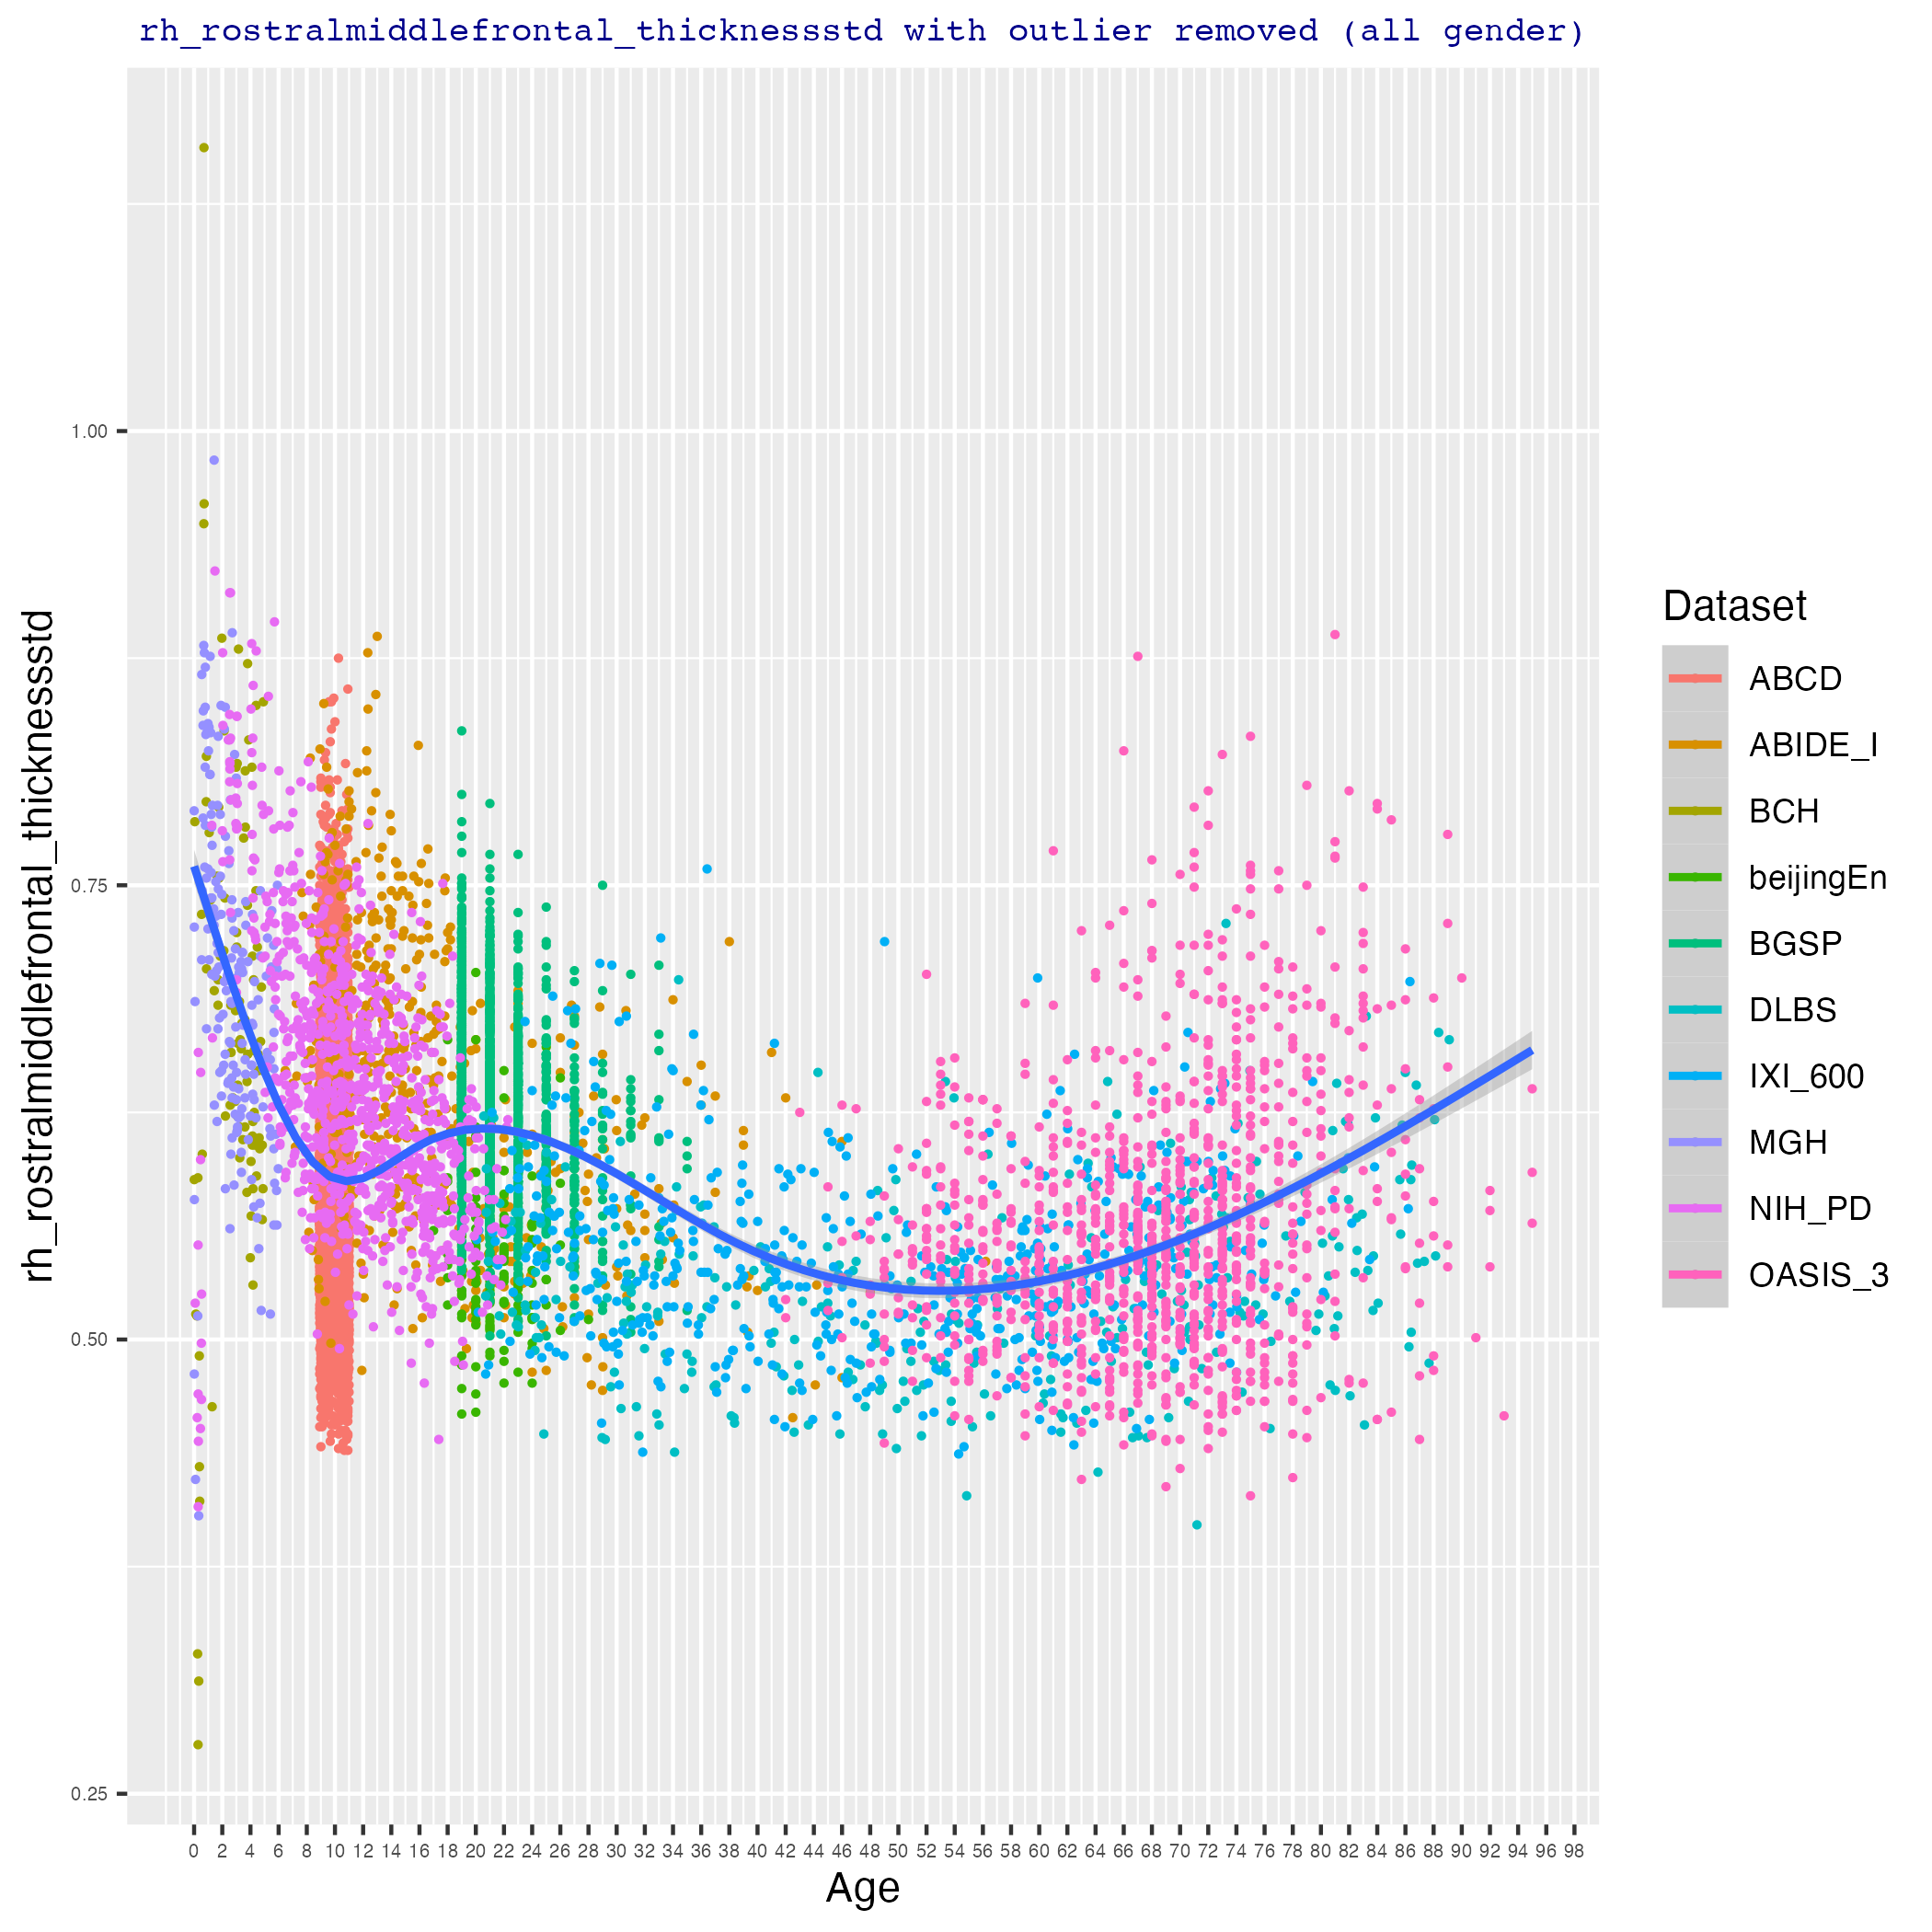 rh_rostralmiddlefrontal_thicknessstd with outlier removed (all gender)
rh_rostralmiddlefrontal_thicknessstd
1.00
0.75
0.50
0.25
0 2 4 6 8 10 12 14 16 18 20 22 24 26 28 30 32 34 36 38 40 42 44 46 48 50 52 54 56 58 60 62 64 66 68 70 72 74 76 78 80 82 84 86 88 90 92 94 96 98
Age
Dataset
ABCD
ABIDE_I
BCH
beijingEn
BGSP
DLBS
IXI_600
MGH
NIH_PD
OASIS_3